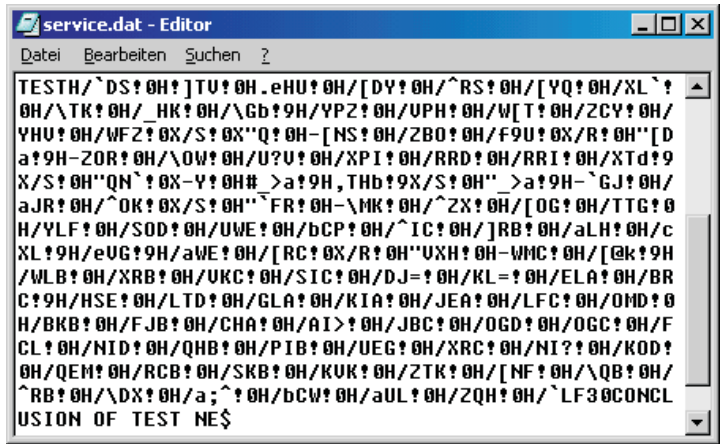 service.dat - Editor
Datei Bearbeiten Suchen ?
TESTH/`DS!0H!]TV!0H.eHU!0H/[DY!0H/^RS!0H/[YQ!0H/XL`!
0H/\TK!0H/_HK!0H/\Gb!9H/YPZ!0H/VPH!0H/W[T!0H/ZCY!0H/
YHV!0H/WFZ!0X/S!0X"Q!0H-[NS!0H/ZBO!0H/f9U!0X/R!0H"[D
a!9H-ZOR!0H/\OW!0H/U?V!0H/XPI!0H/RRD!0H/RRI!0H/XTd!9
X/S!0H"QN`!0X-Y!0H#_>a!9H,THb!9X/S!0H"_>a!9H-`GJ!0H/
aJR!0H/^OK!0X/S!0H"`FR!0H-\MK!0H/^ZX!0H/[OG!0H/TTG!0
H/YLF!0H/SOD!0H/UWE!0H/bCP!0H/^IC!0H/]RB!0H/aLH!0H/c
XL!9H/eVG!9H/aWE!0H/[RC!0X/R!0H"VXH!0H-WMC!0H/[@k!9H
/WLB!0H/XRB!0H/VKC!0H/SIC!0H/DJ=!0H/KL=!0H/ELA!0H/BR
C!9H/HSE!0H/LTD!0H/GLA!0H/KIA!0H/JEA!0H/LFC!0H/OMD!0
H/BKB!0H/FJB!0H/CHA!0H/AI>!0H/JBC!0H/OGD!0H/OGC!0H/F
CL!0H/NID!0H/QHB!0H/PIB!0H/UEG!0H/XRC!0H/NI?!0H/KOD!
0H/QEM!0H/RCB!0H/SKB!0H/KVK!0H/ZTK!0H/[NF!0H/\QB!0H/
^RB!0H/\DX!0H/a;^!0H/bCW!0H/aUL!0H/ZQH!0H/`LF30CONCL
USION OF TEST NE$